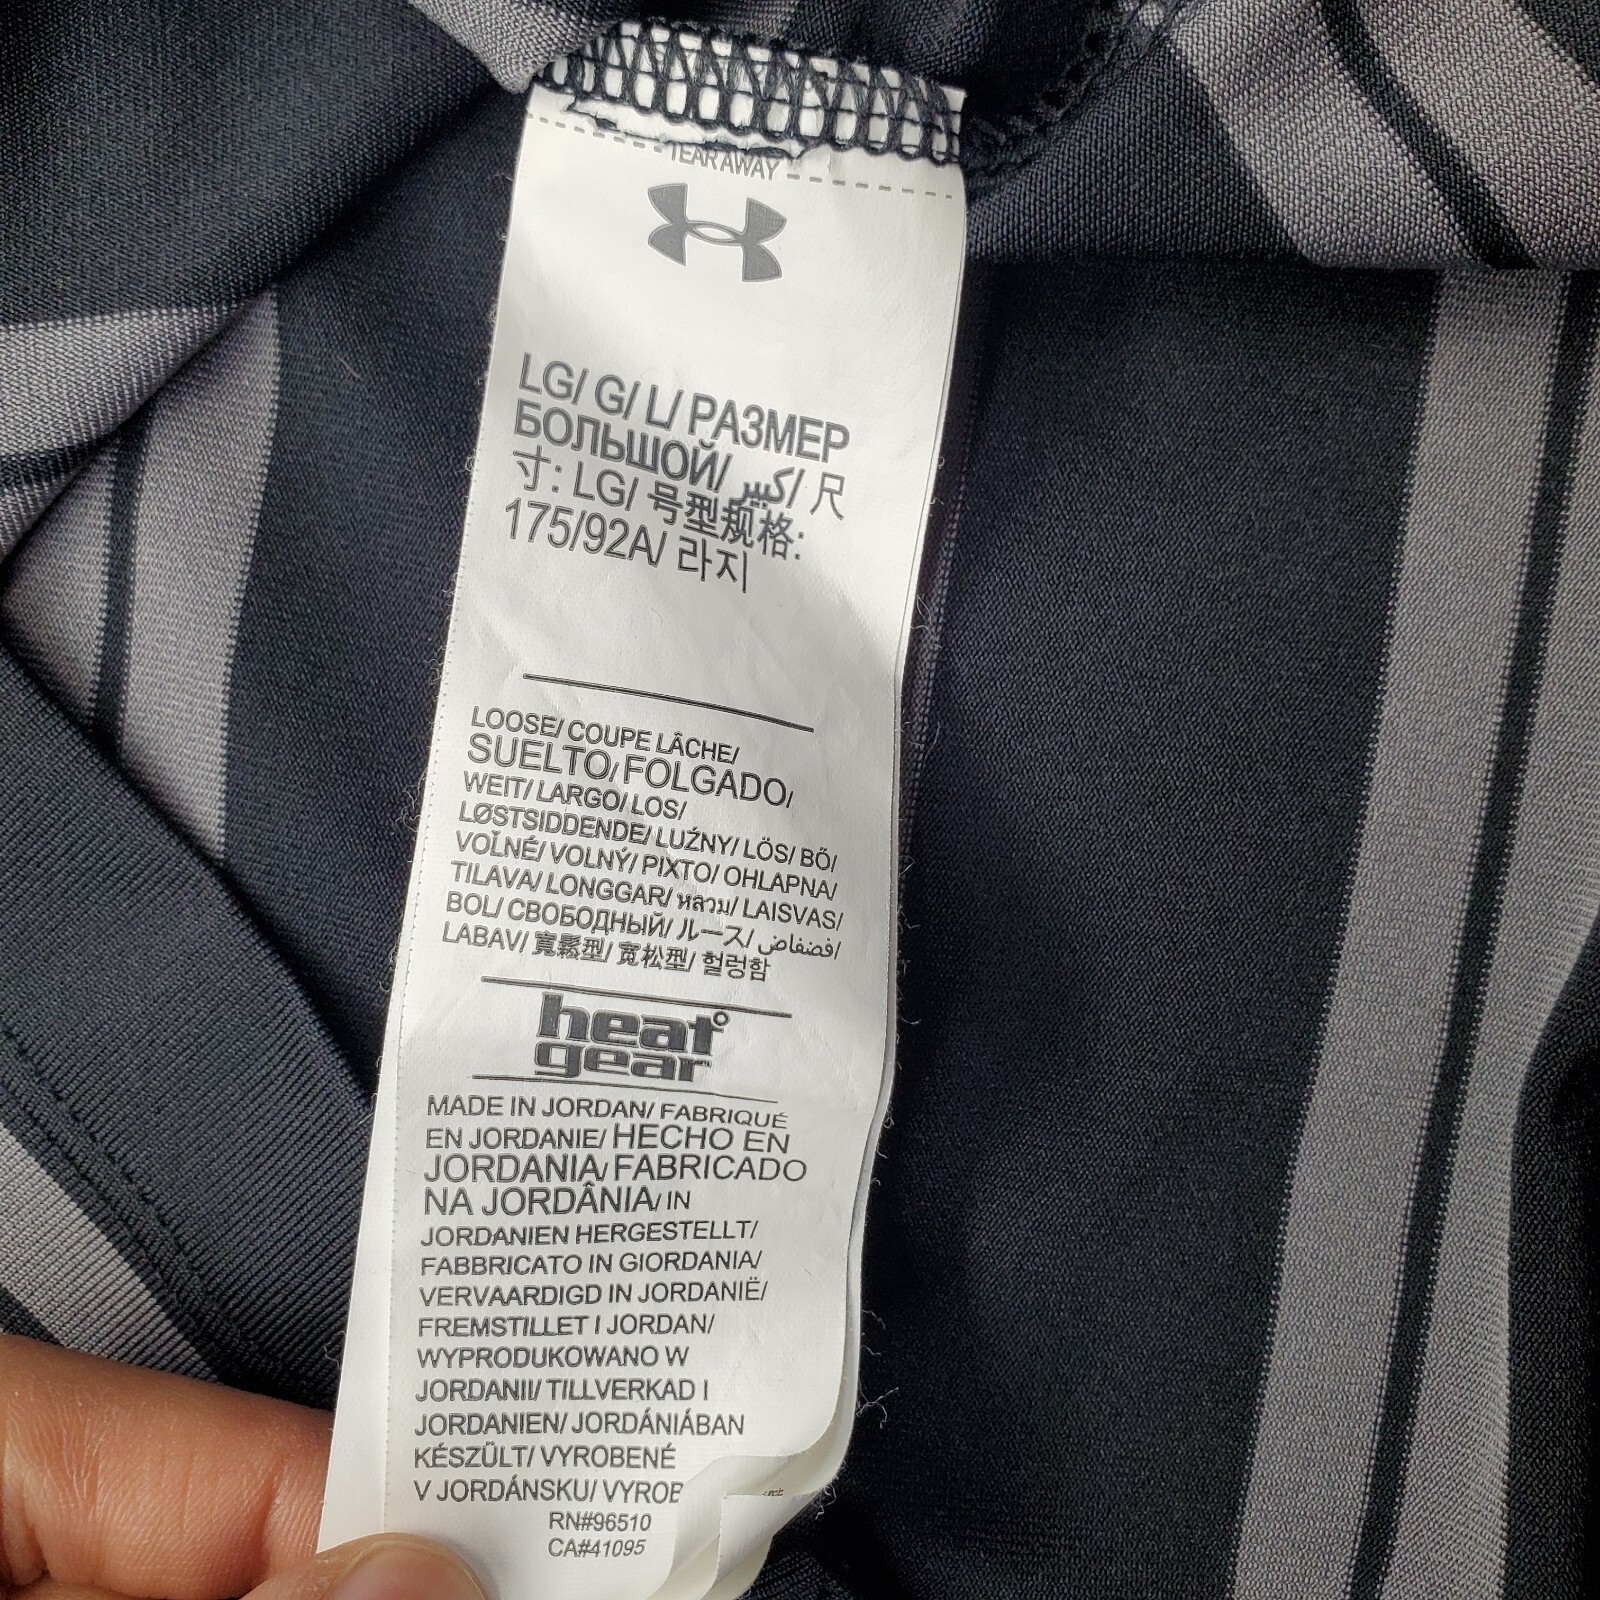 TEAR AWAY
LG/ G/ L/ РАЗМЕР
БОЛЬШОЙ/ كبير/ 尺
寸: LG/ 号型规格:
175/92A/ 라지
LOOSE/ COUPE LÂCHE/
SUELTO/ FOLGADO/
WEIT/ LARGO/ LOS/
LØSTSIDDENDE/ LUŹNY/ LÖS/ BŐ/
VOĽNÉ/ VOLNÝ/ PIXTO/ OHLAPNA/
TILAVA/ LONGGAR/ หลวม/ LAISVAS/
BOL/ СВОБОДНЫЙ/ ルース/ فضفاض/
LABAV/ 寬鬆型/ 宽松型/ 헐렁함
heat
gear
MADE IN JORDAN/ FABRIQUÉ
EN JORDANIE/ HECHO EN
JORDANIA/ FABRICADO
NA JORDÂNIA/ IN
JORDANIEN HERGESTELLT/
FABBRICATO IN GIORDANIA/
VERVAARDIGD IN JORDANIË/
FREMSTILLET I JORDAN/
WYPRODUKOWANO W
JORDANII/ TILLVERKAD I
JORDANIEN/ JORDÁNIÁBAN
KÉSZÜLT/ VYROBENÉ
V JORDÁNSKU/ VYROB
RN#96510
CA#41095